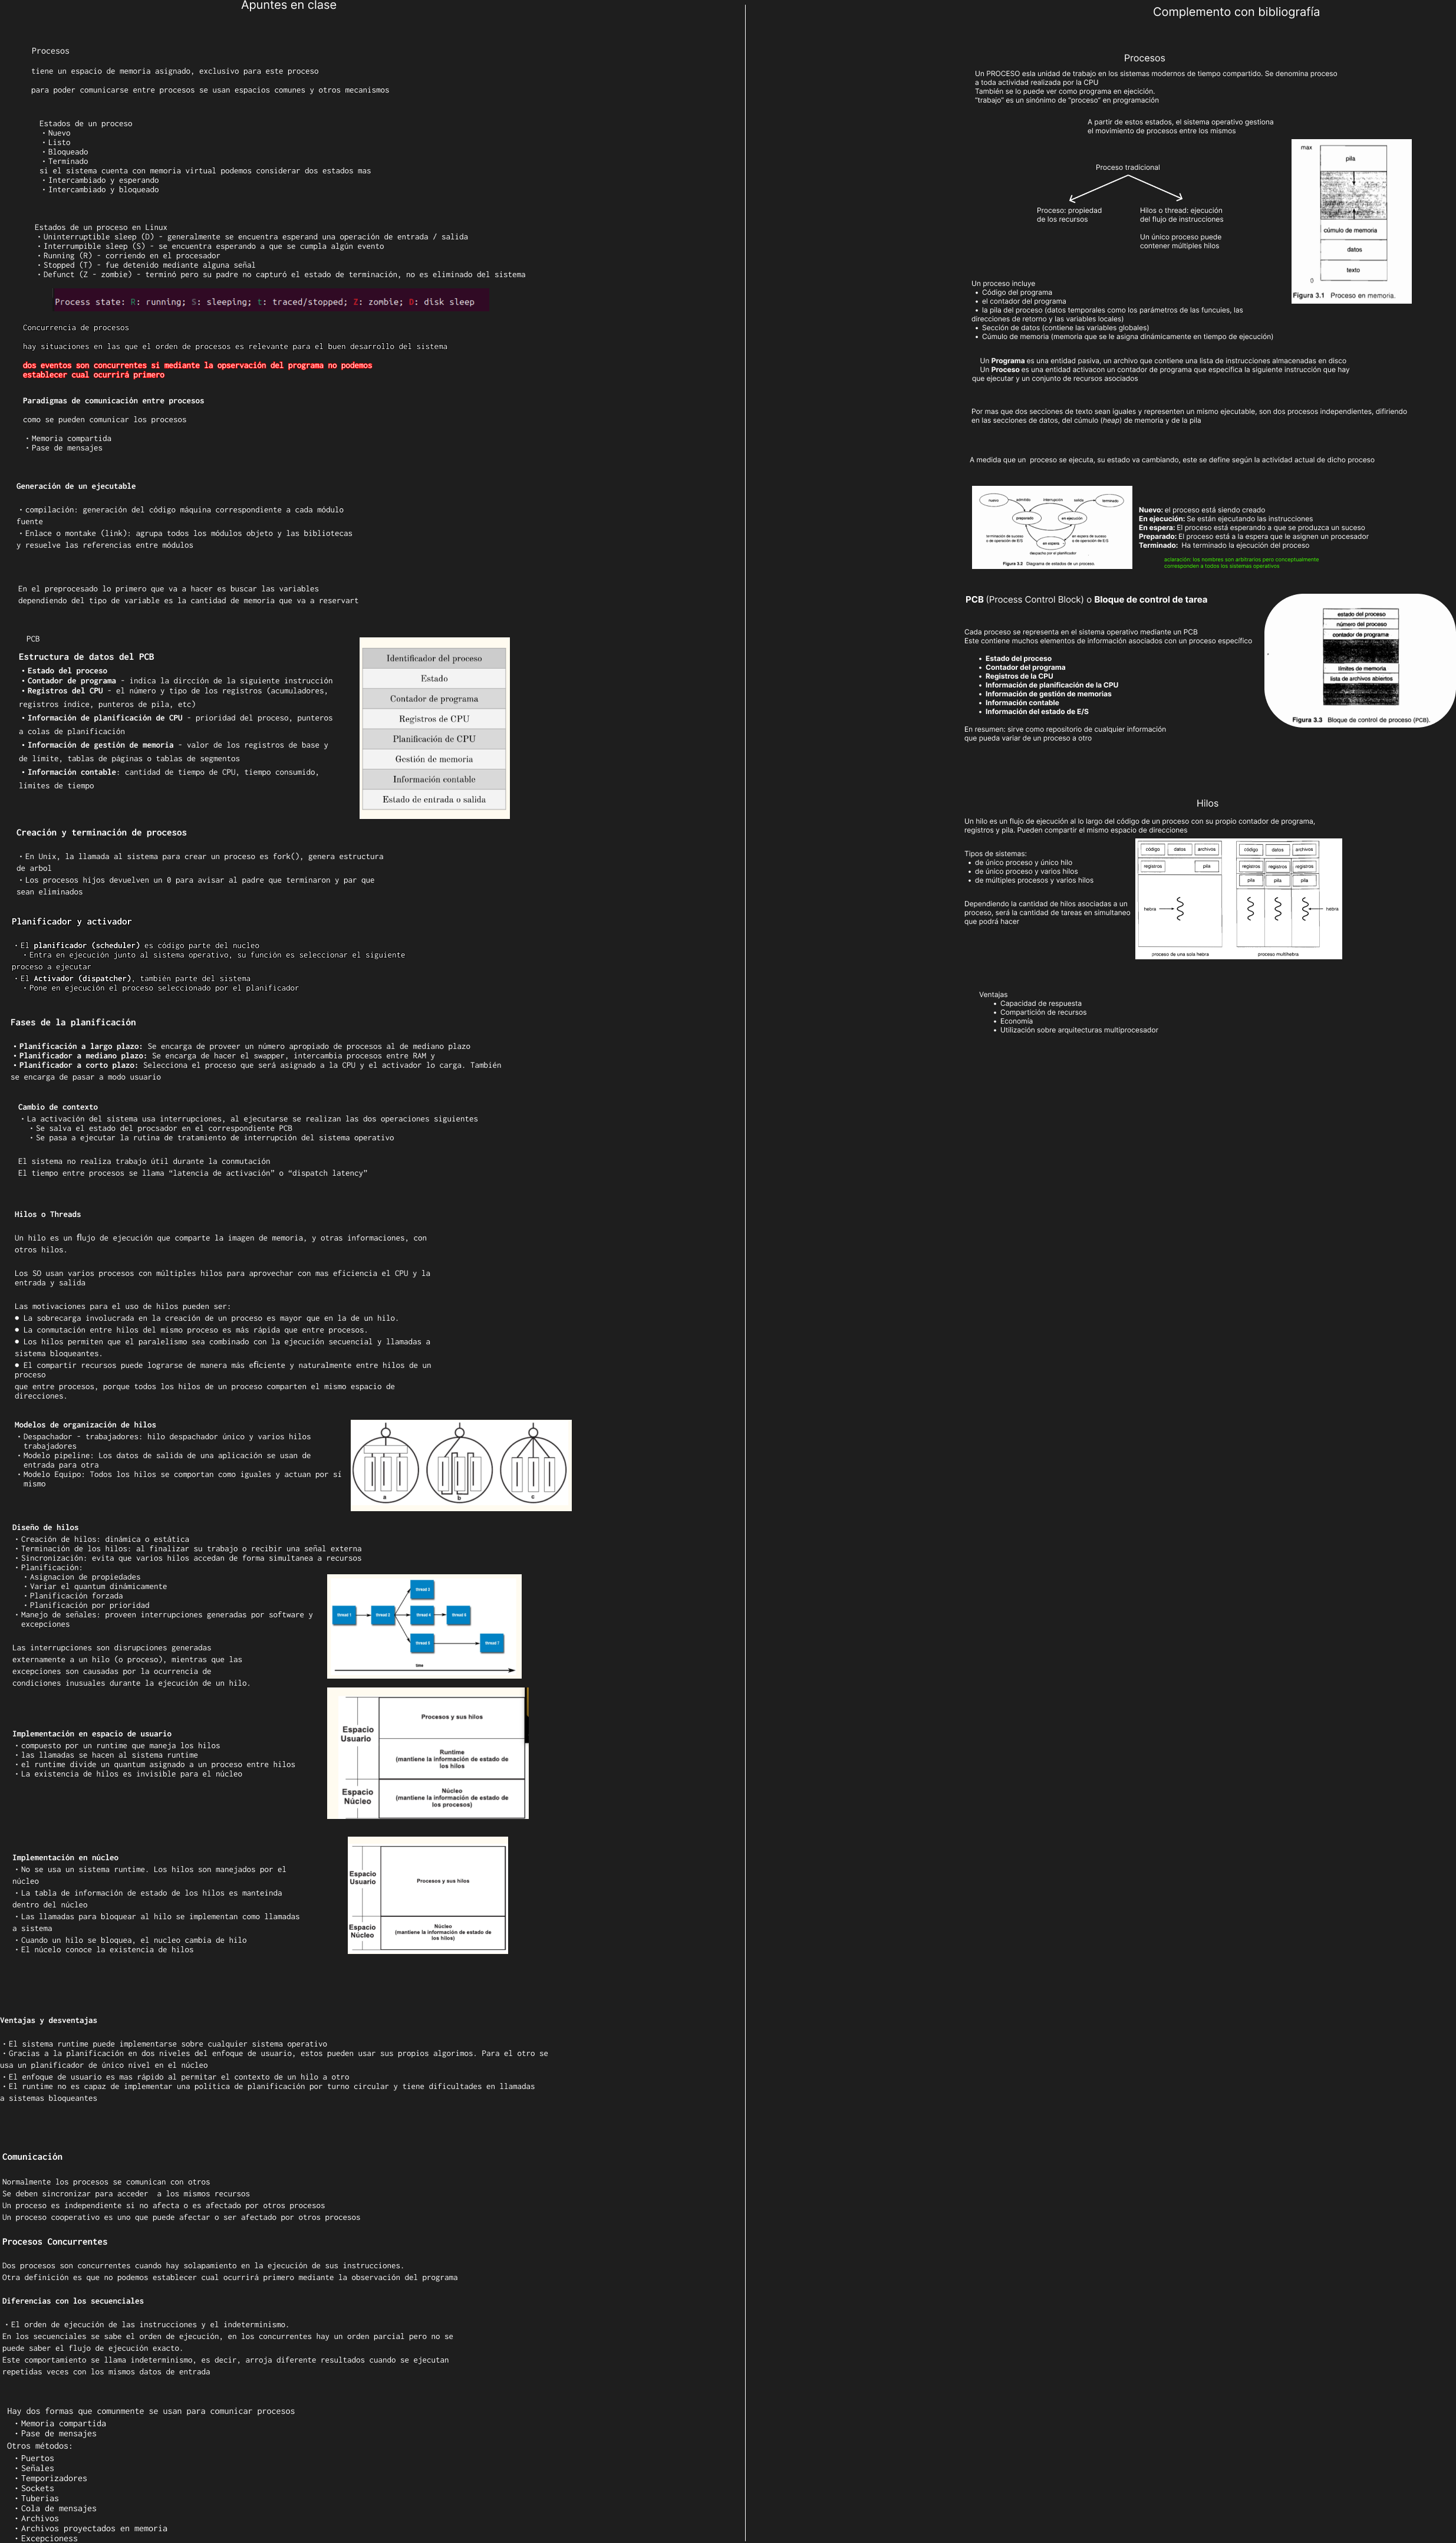 Apuntes en clase
Procesos
tiene un espacio de memoria asignado, exclusivo para este proceso
para poder comunicarse entre procesos se usan espacios comunes y otros mecanismos
Estados de un proceso
• Nuevo
• Listo
• Bloqueado
• Terminado
si el sistema cuenta con memoria virtual podemos considerar dos estados mas
• Intercambiado y esperando
• Intercambiado y bloqueado
Estados de un proceso en Linux
• Uninterruptible sleep (D) - generalmente se encuentra esperand una operación de entrada / salida
• Interrumpible sleep (S) - se encuentra esperando a que se cumpla algún evento
• Running (R) - corriendo en el procesador
• Stopped (T) - fue detenido mediante alguna señal
• Defunct (Z - zombie) - terminó pero su padre no capturó el estado de terminación, no es eliminado del sistema
Process state: R: running; S: sleeping; t: traced/stopped; Z: zombie; D: disk sleep
Concurrencia de procesos
hay situaciones en las que el orden de procesos es relevante para el buen desarrollo del sistema
dos eventos son concurrentes si mediante la opservación del programa no podemos
establecer cual ocurrirá primero
Paradigmas de comunicación entre procesos
como se pueden comunicar los procesos
• Memoria compartida
• Pase de mensajes
Generación de un ejecutable
• compilación: generación del código máquina correspondiente a cada módulo
fuente
• Enlace o montake (link): agrupa todos los módulos objeto y las bibliotecas
y resuelve las referencias entre módulos
En el preprocesado lo primero que va a hacer es buscar las variables
dependiendo del tipo de variable es la cantidad de memoria que va a reservart
PCB
Estructura de datos del PCB
• Estado del proceso
• Contador de programa - indica la dircción de la siguiente instrucción
• Registros del CPU - el número y tipo de los registros (acumuladores,
registros índice, punteros de pila, etc)
• Información de planificación de CPU - prioridad del proceso, punteros
a colas de planificación
• Información de gestión de memoria - valor de los registros de base y
de límite, tablas de páginas o tablas de segmentos
• Información contable: cantidad de tiempo de CPU, tiempo consumido,
límites de tiempo
Identificador del proceso
Estado
Contador de programa
Registros de CPU
Planificación de CPU
Gestión de memoria
Información contable
Estado de entrada o salida
Creación y terminación de procesos
• En Unix, la llamada al sistema para crear un proceso es fork(), genera estructura
de arbol
• Los procesos hijos devuelven un 0 para avisar al padre que terminaron y par que
sean eliminados
Planificador y activador
• El planificador (scheduler) es código parte del nucleo
• Entra en ejecución junto al sistema operativo, su función es seleccionar el siguiente
proceso a ejecutar
• El Activador (dispatcher), también parte del sistema
• Pone en ejecución el proceso seleccionado por el planificador
Fases de la planificación
• Planificación a largo plazo: Se encarga de proveer un número apropiado de procesos al de mediano plazo
• Planificador a mediano plazo: Se encarga de hacer el swapper, intercambia procesos entre RAM y
• Planificador a corto plazo: Selecciona el proceso que será asignado a la CPU y el activador lo carga. También
se encarga de pasar a modo usuario
Cambio de contexto
• La activación del sistema usa interrupciones, al ejecutarse se realizan las dos operaciones siguientes
• Se salva el estado del procsador en el correspondiente PCB
• Se pasa a ejecutar la rutina de tratamiento de interrupción del sistema operativo
El sistema no realiza trabajo útil durante la conmutación
El tiempo entre procesos se llama “latencia de activación” o “dispatch latency”
Hilos o Threads
Un hilo es un flujo de ejecución que comparte la imagen de memoria, y otras informaciones, con
otros hilos.
Los SO usan varios procesos con múltiples hilos para aprovechar con mas eficiencia el CPU y la
entrada y salida
Las motivaciones para el uso de hilos pueden ser:
● La sobrecarga involucrada en la creación de un proceso es mayor que en la de un hilo.
● La conmutación entre hilos del mismo proceso es más rápida que entre procesos.
● Los hilos permiten que el paralelismo sea combinado con la ejecución secuencial y llamadas a
sistema bloqueantes.
● El compartir recursos puede lograrse de manera más eficiente y naturalmente entre hilos de un
proceso
que entre procesos, porque todos los hilos de un proceso comparten el mismo espacio de
direcciones.
Modelos de organización de hilos
• Despachador - trabajadores: hilo despachador único y varios hilos
trabajadores
• Modelo pipeline: Los datos de salida de una aplicación se usan de
entrada para otra
• Modelo Equipo: Todos los hilos se comportan como iguales y actuan por si
mismo
a b c
Diseño de hilos
• Creación de hilos: dinámica o estática
• Terminación de los hilos: al finalizar su trabajo o recibir una señal externa
• Sincronización: evita que varios hilos accedan de forma simultanea a recursos
• Planificación:
• Asignacion de propiedades
• Variar el quantum dinámicamente
• Planificación forzada
• Planificación por prioridad
• Manejo de señales: proveen interrupciones generadas por software y
excepciones
Las interrupciones son disrupciones generadas
externamente a un hilo (o proceso), mientras que las
excepciones son causadas por la ocurrencia de
condiciones inusuales durante la ejecución de un hilo.
thread 1
thread 2
thread 3
thread 4
thread 5
thread 7
time
Implementación en espacio de usuario
• compuesto por un runtime que maneja los hilos
• las llamadas se hacen al sistema runtime
• el runtime divide un quantum asignado a un proceso entre hilos
• La existencia de hilos es invisible para el núcleo
Espacio
Usuario
Procesos y sus hilos
Runtime
(mantiene la información de estado de
los hilos
Espacio
Núcleo
Núcleo
(mantiene la información de estado de
los procesos)
Implementación en núcleo
• No se usa un sistema runtime. Los hilos son manejados por el
núcleo
• La tabla de información de estado de los hilos es manteinda
dentro del núcleo
• Las llamadas para bloquear al hilo se implementan como llamadas
a sistema
• Cuando un hilo se bloquea, el nucleo cambia de hilo
• El núcelo conoce la existencia de hilos
Espacio
Usuario
Procesos y sus hilos
Espacio
Núcleo
Núcleo
(mantiene la información de estado de
los hilos)
Ventajas y desventajas
• El sistema runtime puede implementarse sobre cualquier sistema operativo
• Gracias a la planificación en dos niveles del enfoque de usuario, estos pueden usar sus propios algorimos. Para el otro se
usa un planificador de único nivel en el núcleo
• El enfoque de usuario es mas rápido al permitar el contexto de un hilo a otro
• El runtime no es capaz de implementar una política de planificación por turno circular y tiene dificultades en llamadas
a sistemas bloqueantes
Comunicación
Normalmente los procesos se comunican con otros
Se deben sincronizar para acceder  a los mismos recursos
Un proceso es independiente si no afecta o es afectado por otros procesos
Un proceso cooperativo es uno que puede afectar o ser afectado por otros procesos
Procesos Concurrentes
Dos procesos son concurrentes cuando hay solapamiento en la ejecución de sus instrucciones.
Otra definición es que no podemos establecer cual ocurrirá primero mediante la observación del programa
Diferencias con los secuenciales
• El orden de ejecución de las instrucciones y el indeterminismo.
En los secuenciales se sabe el orden de ejecución, en los concurrentes hay un orden parcial pero no se
puede saber el flujo de ejecución exacto.
Este comportamiento se llama indeterminismo, es decir, arroja diferente resultados cuando se ejecutan
repetidas veces con los mismos datos de entrada
Hay dos formas que comunmente se usan para comunicar procesos
• Memoria compartida
• Pase de mensajes
Otros métodos:
• Puertos
• Señales
• Temporizadores
• Sockets
• Tuberias
• Cola de mensajes
• Archivos
• Archivos proyectados en memoria
• Excepcioness
Complemento con bibliografía
Procesos
Un PROCESO esla unidad de trabajo en los sistemas modernos de tiempo compartido. Se denomina proceso
a toda actividad realizada por la CPU
También se lo puede ver como programa en ejecición.
“trabajo” es un sinónimo de “proceso” en programación
A partir de estos estados, el sistema operativo gestiona
el movimiento de procesos entre los mismos
Proceso tradicional
Proceso: propiedad
de los recursos
Hilos o thread: ejecución
del flujo de instrucciones
Un único proceso puede
contener múltiples hilos
max
pila
cúmulo de memoria
datos
texto
0
Figura 3.1 Proceso en memoria.
Un proceso incluye
• Código del programa
• el contador del programa
• la pila del proceso (datos temporales como los parámetros de las funcuies, las
direcciones de retorno y las variables locales)
• Sección de datos (contiene las variables globales)
• Cúmulo de memoria (memoria que se le asigna dinámicamente en tiempo de ejecución)
Un Programa es una entidad pasiva, un archivo que contiene una lista de instrucciones almacenadas en disco
Un Proceso es una entidad activacon un contador de programa que especifica la siguiente instrucción que hay
que ejecutar y un conjunto de recursos asociados
Por mas que dos secciones de texto sean iguales y representen un mismo ejecutable, son dos procesos independientes, difiriendo
en las secciones de datos, del cúmulo (heap) de memoria y de la pila
A medida que un  proceso se ejecuta, su estado va cambiando, este se define según la actividad actual de dicho proceso
nuevo
admitido
interrupción
salida
terminado
preparado
en ejecución
terminación de suceso
o de operación de E/S
en espera de suceso
o de operación de E/S
en espera
despacha por el planificador
Figura 3.2 Diagrama de estados de un proceso
Nuevo: el proceso está siendo creado
En ejecución: Se están ejecutando las instrucciones
En espera: El proceso está esperando a que se produzca un suceso
Preparado: El proceso está a la espera que le asignen un procesador
Terminado:  Ha terminado la ejecución del proceso
aclaración: los nombres son arbitrarios pero conceptualmente
corresponden a todos los sistemas operativos
PCB (Process Control Block) o Bloque de control de tarea
Cada proceso se representa en el sistema operativo mediante un PCB
Este contiene muchos elementos de información asociados con un proceso específico
• Estado del proceso
• Contador del programa
• Registros de la CPU
• Información de planificación de la CPU
• Información de gestión de memorias
• Información contable
• Información del estado de E/S
En resumen: sirve como repositorio de cualquier información
que pueda variar de un proceso a otro
estado del proceso
número del proceso
contador de programa
límites de memoria
lista de archivos abiertos
Figura 3.3 Bloque de control de proceso (PCB).
Hilos
Un hilo es un flujo de ejecución al lo largo del código de un proceso con su propio contador de programa,
registros y pila. Pueden compartir el mismo espacio de direcciones
Tipos de sistemas:
• de único proceso y único hilo
• de único proceso y varios hilos
• de múltiples procesos y varios hilos
Dependiendo la cantidad de hilos asociadas a un
proceso, será la cantidad de tareas en simultaneo
que podrá hacer
código datos archivos
registros pila
hebra
proceso de una sola hebra
código datos archivos
registros registros registros
pila pila pila
hebra
proceso multihebra
Ventajas
• Capacidad de respuesta
• Compartición de recursos
• Economía
• Utilización sobre arquitecturas multiprocesador